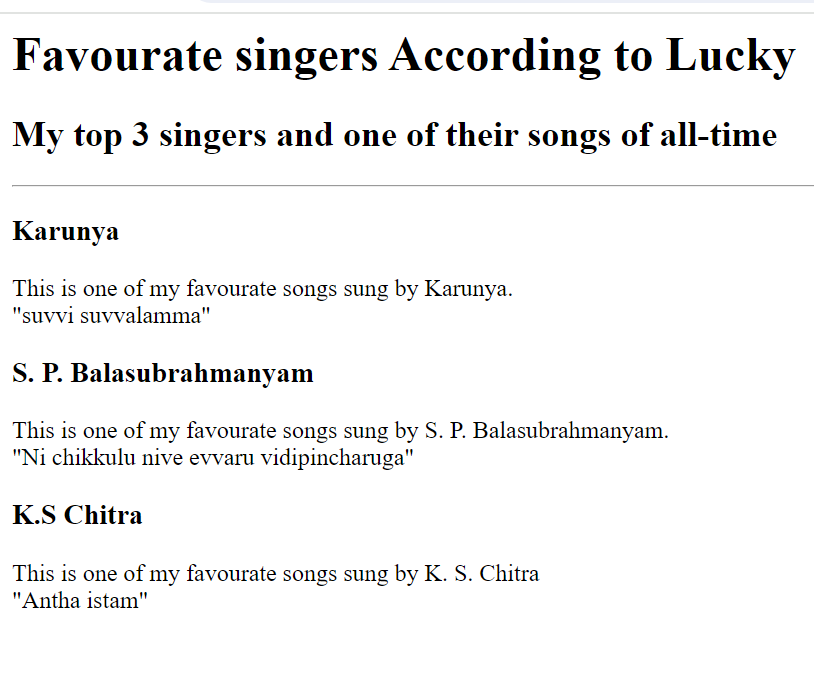 Favourate singers According to Lucky
My top 3 singers and one of their songs of all-time
Karunya
This is one of my favourate songs sung by Karunya.
"suvvi suvvalamma"
S. P. Balasubrahmanyam
This is one of my favourate songs sung by S. P. Balasubrahmanyam.
"Ni chikkulu nive evvaru vidipincharuga"
K.S Chitra
This is one of my favourate songs sung by K. S. Chitra
"Antha istam"